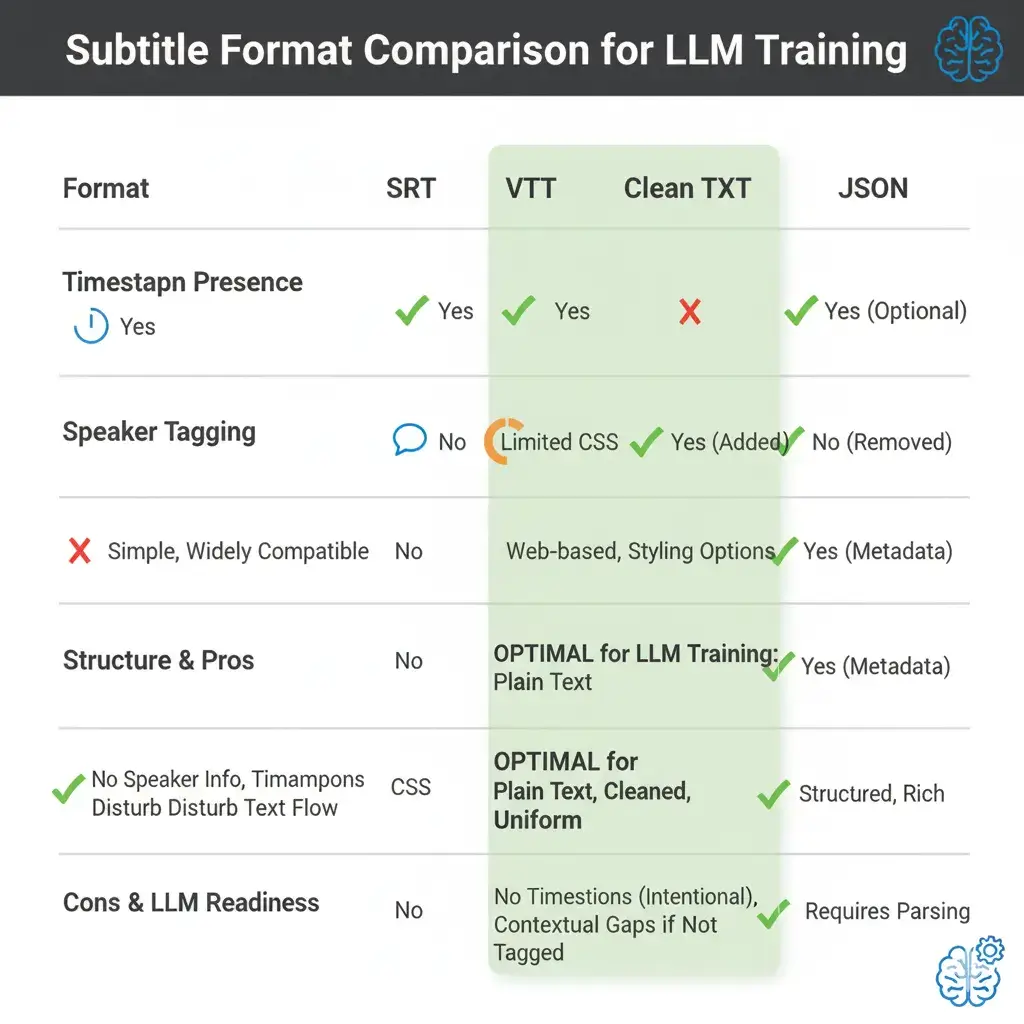 Subtitle Format Comparison for LLM Training
Format SRT VTT Clean TXT JSON
Timestapn Presence
Yes Yes Yes Yes (Optional)
Speaker Tagging No Limited CSS Yes (Added) No (Removed)
Simple, Widely Compatible No Web-based, Styling Options Yes (Metadata)
Structure & Pros No OPTIMAL for LLM Training:
Plain Text Yes (Metadata)
No Speaker Info, Timampons
Disturb Disturb Text Flow
CSS
OPTIMAL for
Plain Text, Cleaned,
Uniform
Structured, Rich
Cons & LLM Readiness
No
No Timestions (Intentional),
Contextual Gaps if Not
Tagged
Requires Parsing